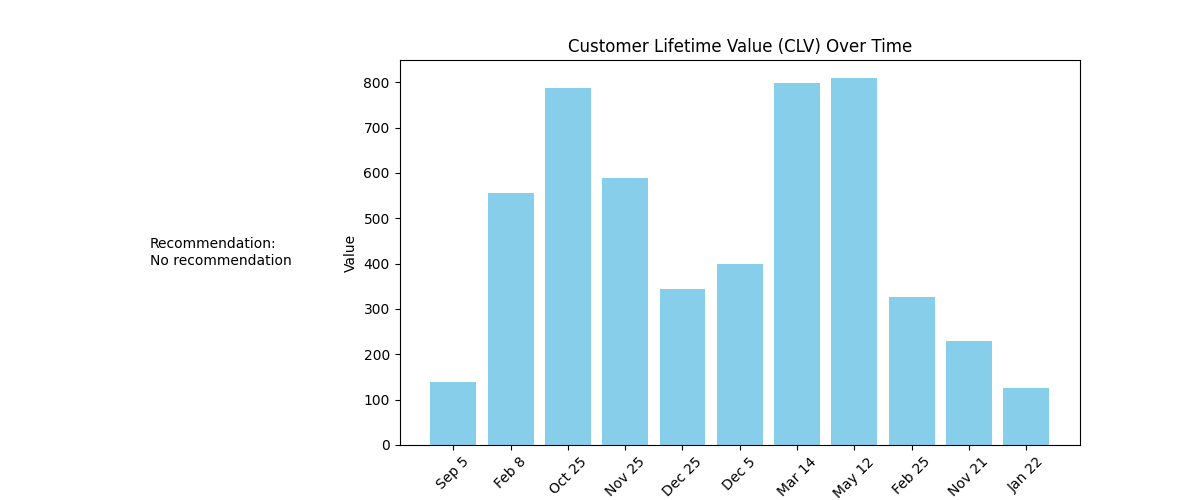 Customer Lifetime Value (CLV) Over Time
Recommendation:
No recommendation
Value
800
700
600
500
400
300
200
100
0
Sep 5
Feb 8
Oct 25
Nov 25
Dec 25
Dec 5
Mar 14
May 12
Feb 25
Nov 21
Jan 22